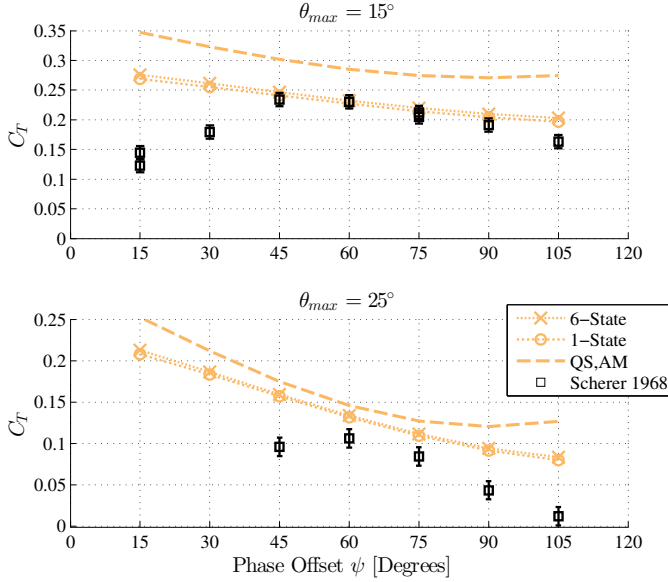 θmax = 15°
0.35
0.3
0.25
0.2
0.15
0.1
0.05
0
C_T
0 15 30 45 60 75 90 105 120
θmax = 25°
0.25
0.2
0.15
0.1
0.05
0
C_T
6−State
1−State
QS,AM
Scherer 1968
0 15 30 45 60 75 90 105 120
Phase Offset ψ [Degrees]